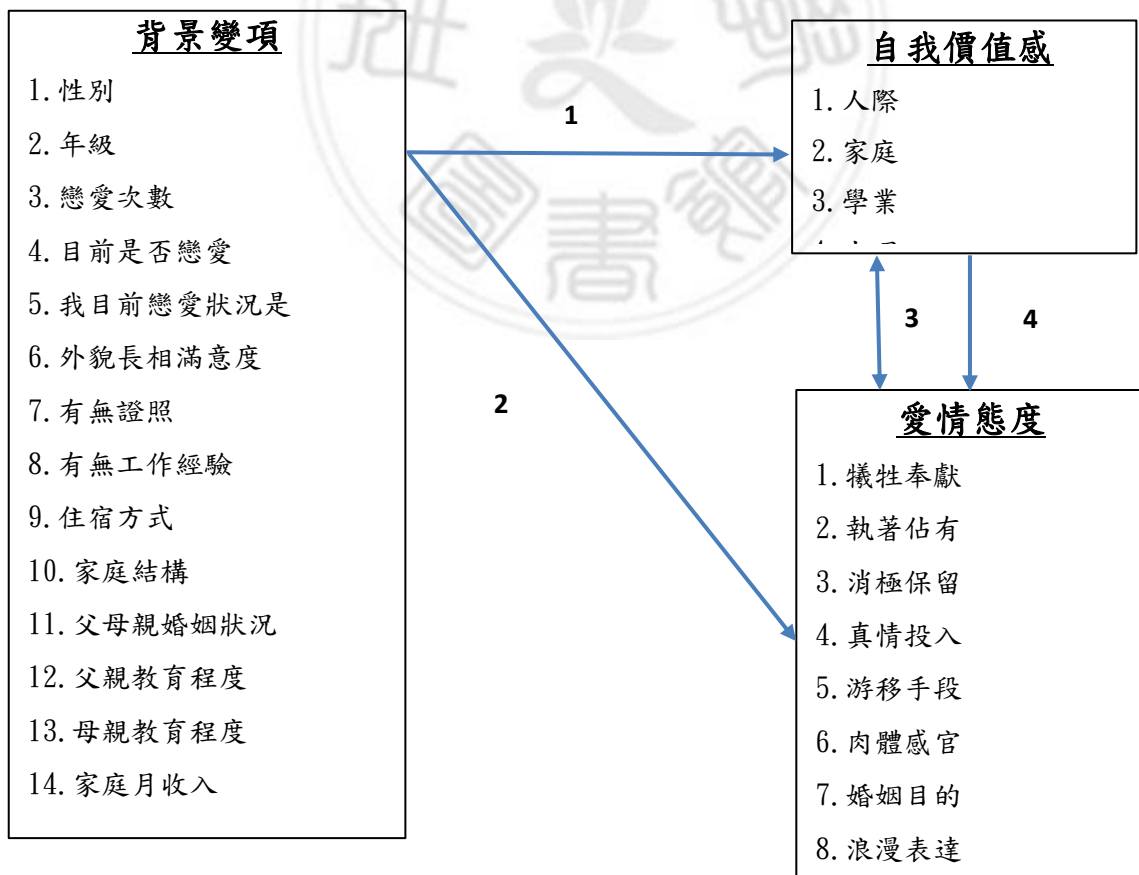 背景變項
1.性別
2.年級
3.戀愛次數
4.目前是否戀愛
5.我目前戀愛狀況是
6.外貌長相滿意度
7.有無證照
8.有無工作經驗
9.住宿方式
10.家庭結構
11.父母親婚姻狀況
12.父親教育程度
13.母親教育程度
14.家庭月收入
1
2
自我價值感
1.人際
2.家庭
3.學業
3
4
愛情態度
1.犧牲奉獻
2.執著佔有
3.消極保留
4.真情投入
5.游移手段
6.肉體感官
7.婚姻目的
8.浪漫表達